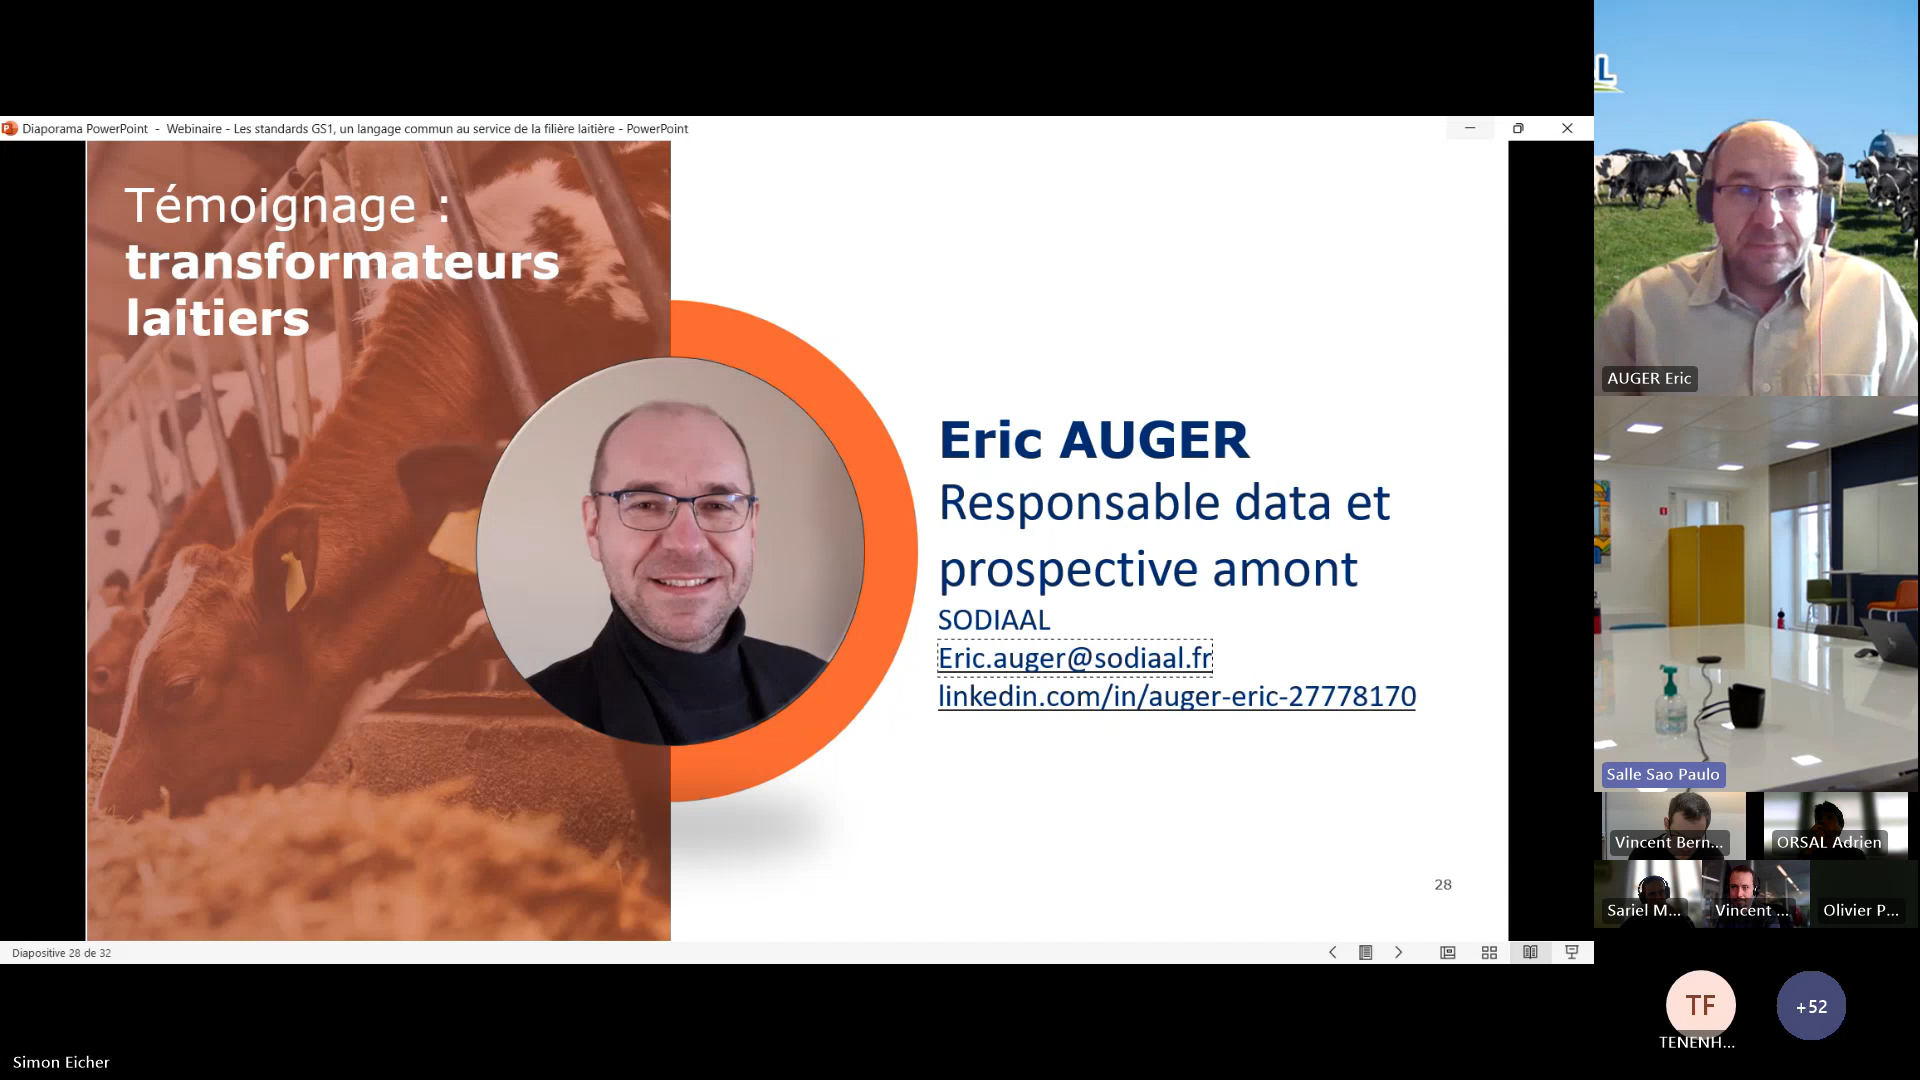 Diaporama PowerPoint - Webinaire - Les standards GS1, un langage commun au service de la filière laitière - PowerPoint
Témoignage :
transformateurs
laitiers
Eric AUGER
Responsable data et
prospective amont
SODIAAL
Eric.auger@sodiaal.fr
linkedin.com/in/auger-eric-27778170
28
Diapositive 28 de 32
Simon Eicher
L
AUGER Eric
Salle Sao Paulo
Vincent Bern...
ORSAL Adrien
Sariel M...
Vincent ...
Olivier P...
TF
TENENH...
+52